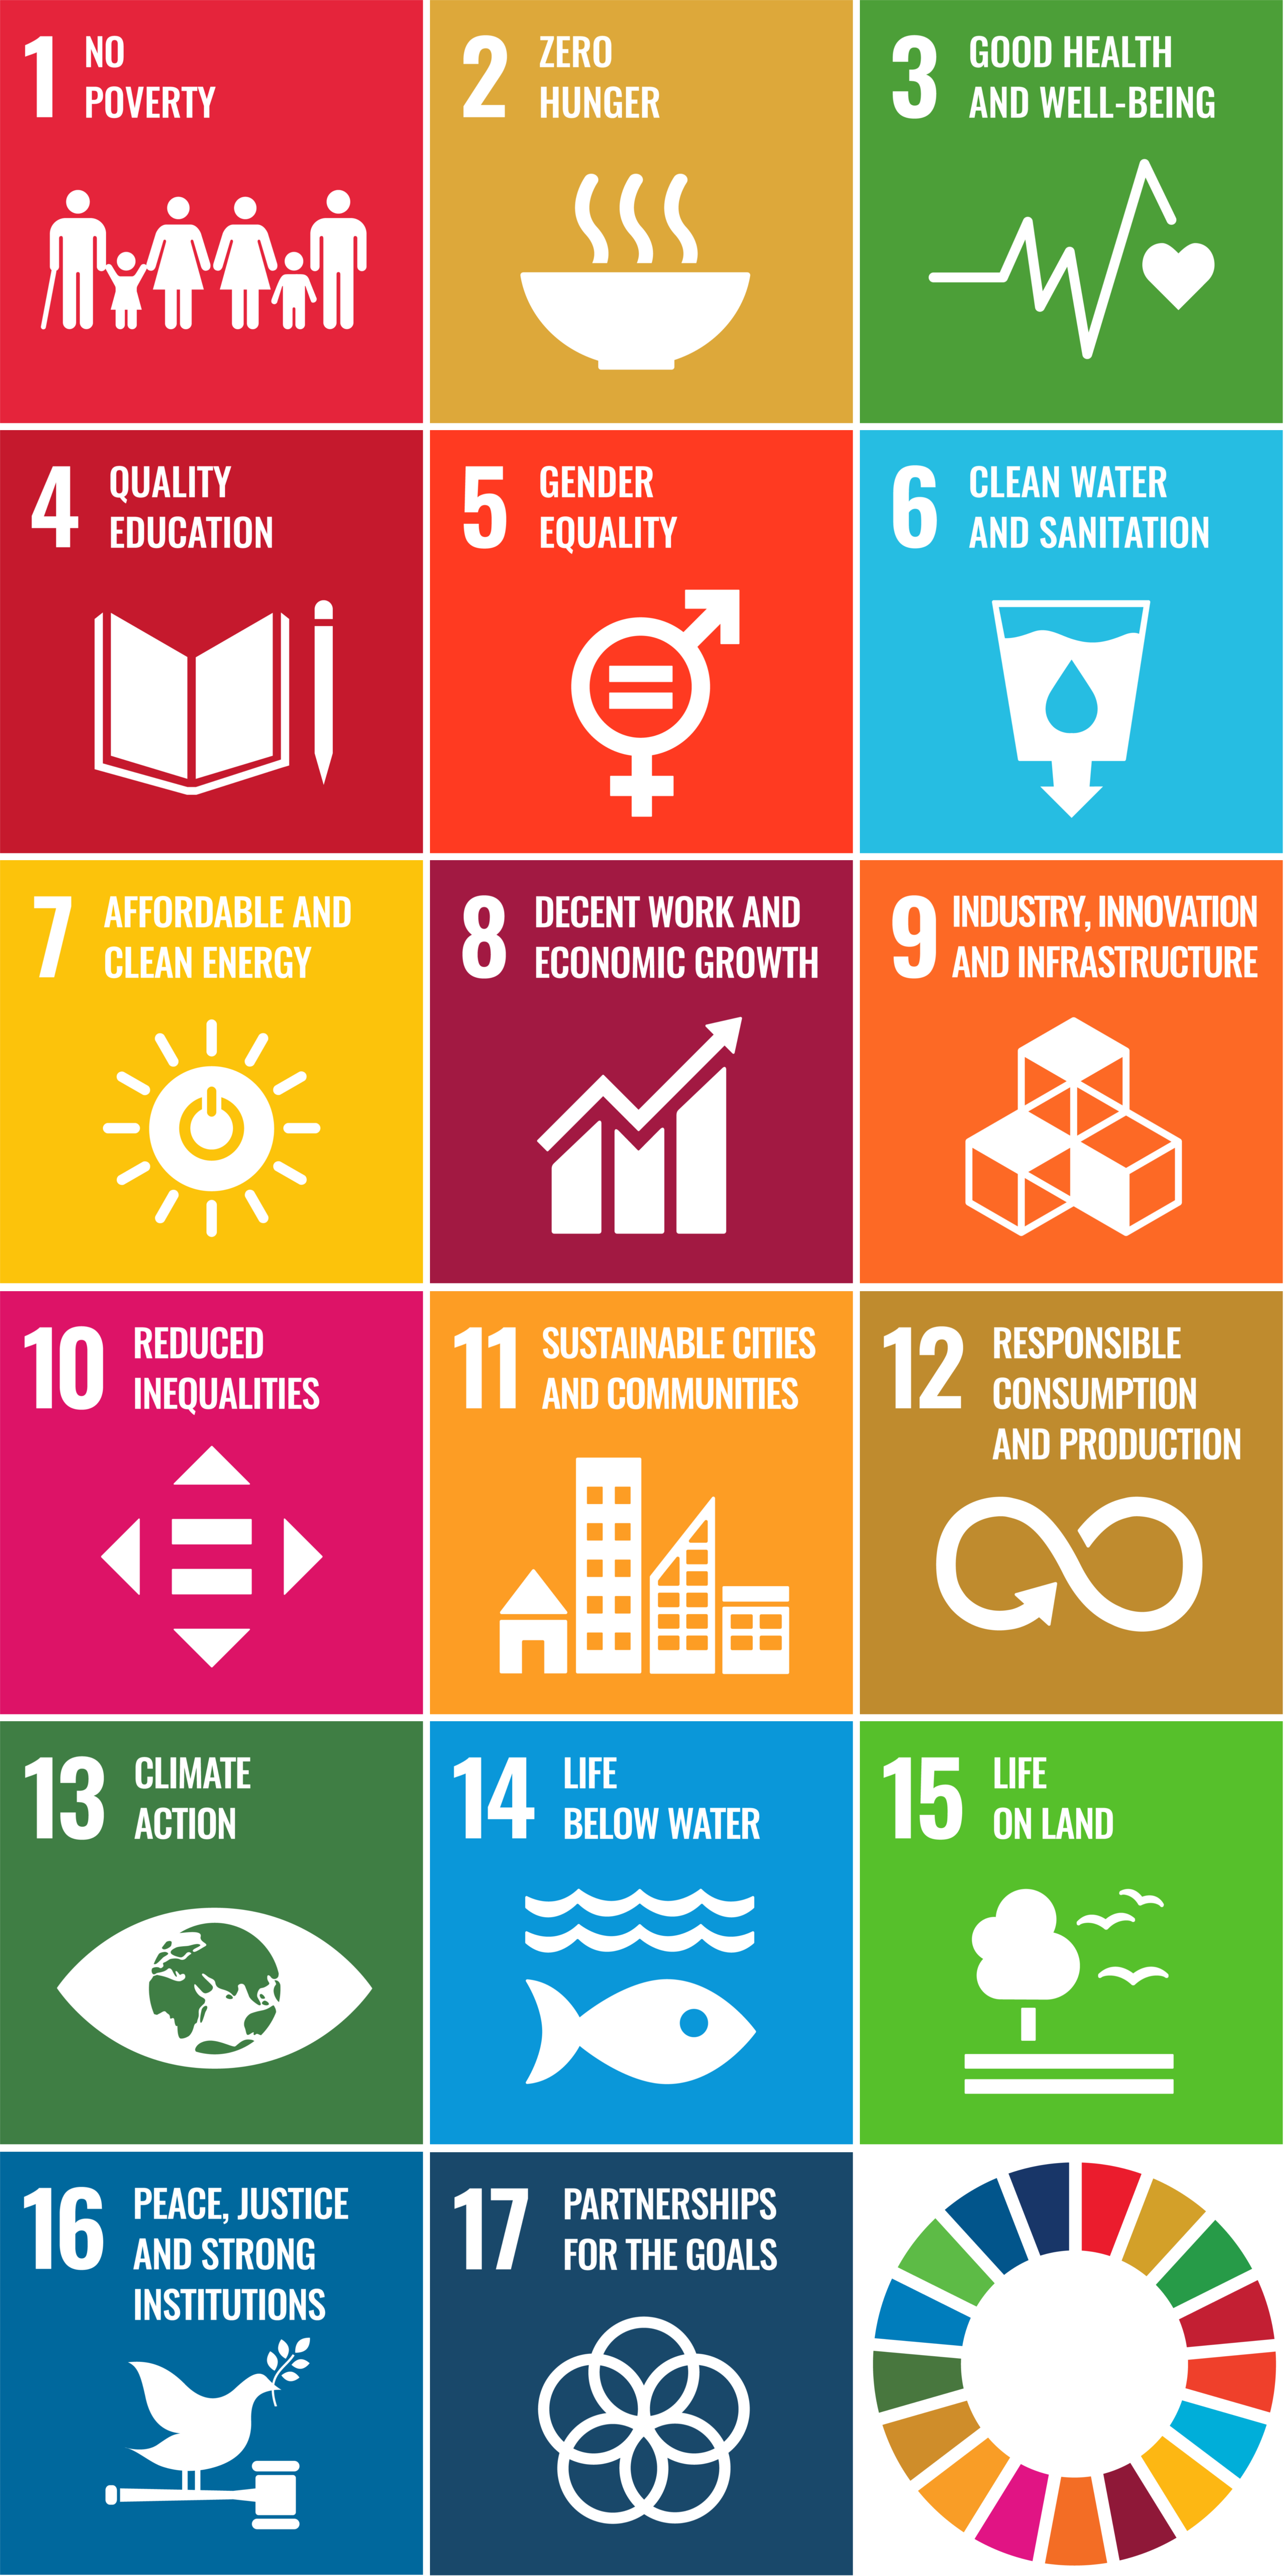 1 NO
POVERTY
2 ZERO
HUNGER
3 GOOD HEALTH
AND WELL-BEING
4 QUALITY
EDUCATION
5 GENDER
EQUALITY
6 CLEAN WATER
AND SANITATION
7 AFFORDABLE AND
CLEAN ENERGY
8 DECENT WORK AND
ECONOMIC GROWTH
9 INDUSTRY, INNOVATION
AND INFRASTRUCTURE
10 REDUCED
INEQUALITIES
11 SUSTAINABLE CITIES
AND COMMUNITIES
12 RESPONSIBLE
CONSUMPTION
AND PRODUCTION
13 CLIMATE
ACTION
14 LIFE
BELOW WATER
15 LIFE
ON LAND
16 PEACE, JUSTICE
AND STRONG
INSTITUTIONS
17 PARTNERSHIPS
FOR THE GOALS